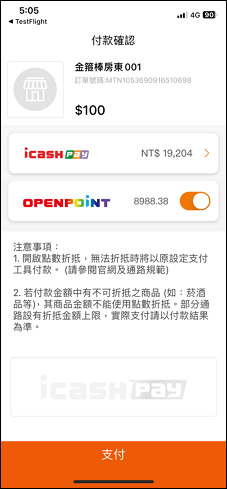 5:05
4G 90
◀ TestFlight
付款確認
金箍棒房東001
訂單號碼:MTN1053690916510698
$100
icash Pay
NT$ 19,204
OPENPOINT
8988.38
注意事項：
1. 開啟點數折抵，無法折抵時將以原設定支付
工具付款。 (請參閱官網及通路規範)
2. 若付款金額中有不可折抵之商品 (如：菸酒
品等)，其商品金額不能使用點數折抵。部分通
路設有折抵金額上限，實際支付請以付款結果
為準。
icash Pay
支付